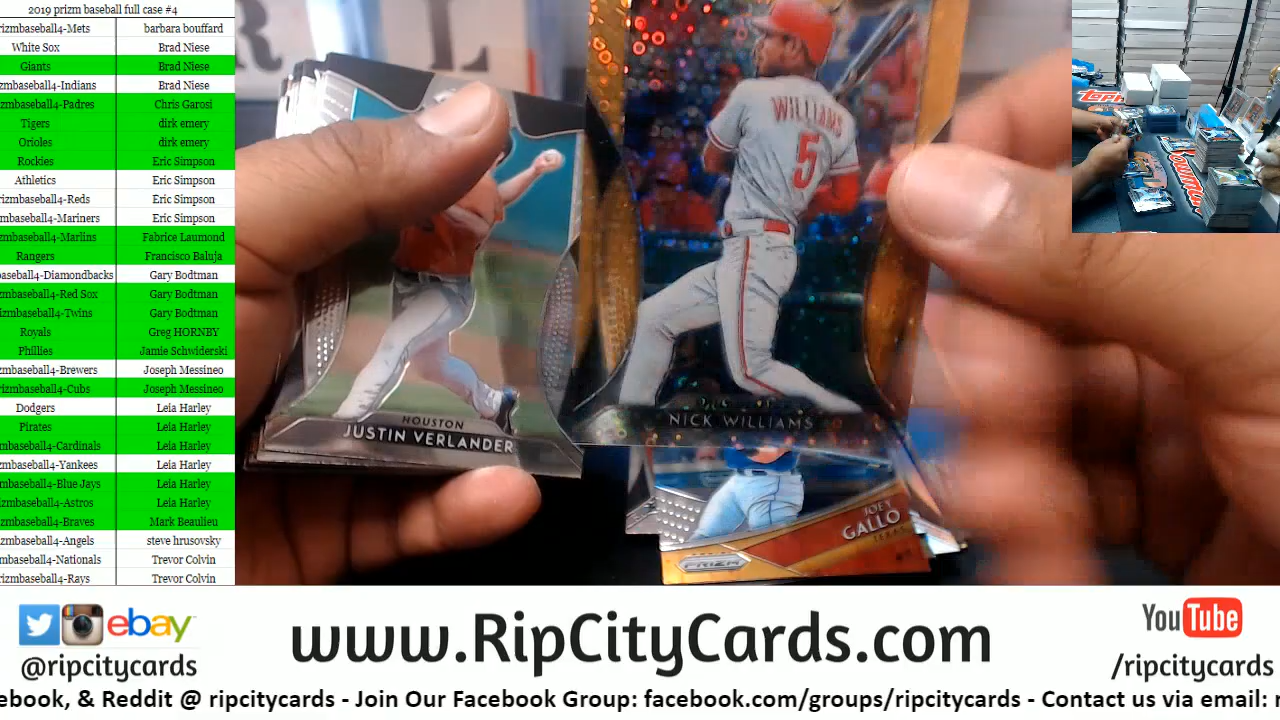 2019 prizm baseball full case #4
rizmbaseball4-Mets barbara bouffard
White Sox Brad Niese
Giants Brad Niese
zmbaseball4-Indians Brad Niese
zmbaseball4-Padres Chris Garosi
Tigers dirk emery
Orioles dirk emery
Rockies Eric Simpson
Athletics Eric Simpson
izmbaseball4-Reds Eric Simpson
zmbaseball4-Mariners Eric Simpson
zmbaseball4-Marlins Fabrice Laumond
Rangers Francisco Baluja
baseball4-Diamondbacks Gary Bodtman
zmbaseball4-Red Sox Gary Bodtman
izmbaseball4-Twins Gary Bodtman
Royals Greg HORNBY
Phillies Jamie Schwiderski
zmbaseball4-Brewers Joseph Messineo
izmbaseball4-Cubs Joseph Messineo
Dodgers Leia Harley
Pirates Leia Harley
mbaseball4-Cardinals Leia Harley
zmbaseball4-Yankees Leia Harley
zmbaseball4-Blue Jays Leia Harley
zmbaseball4-Astros Leia Harley
zmbaseball4-Braves Mark Beaulieu
zmbaseball4-Angels steve hrusovsky
mbaseball4-Nationals Trevor Colvin
rizmbaseball4-Rays Trevor Colvin
WILLIAMS
5
NICK WILLIAMS
HOUSTON
JUSTIN VERLANDER
JOEY
GALLO
TEXAS
PRIZM
topps
ebay
@ripcitycards
www.RipCityCards.com
YouTube
/ripcitycards
ebook, & Reddit @ ripcitycards - Join Our Facebook Group: facebook.com/groups/ripcitycards - Contact us via email: